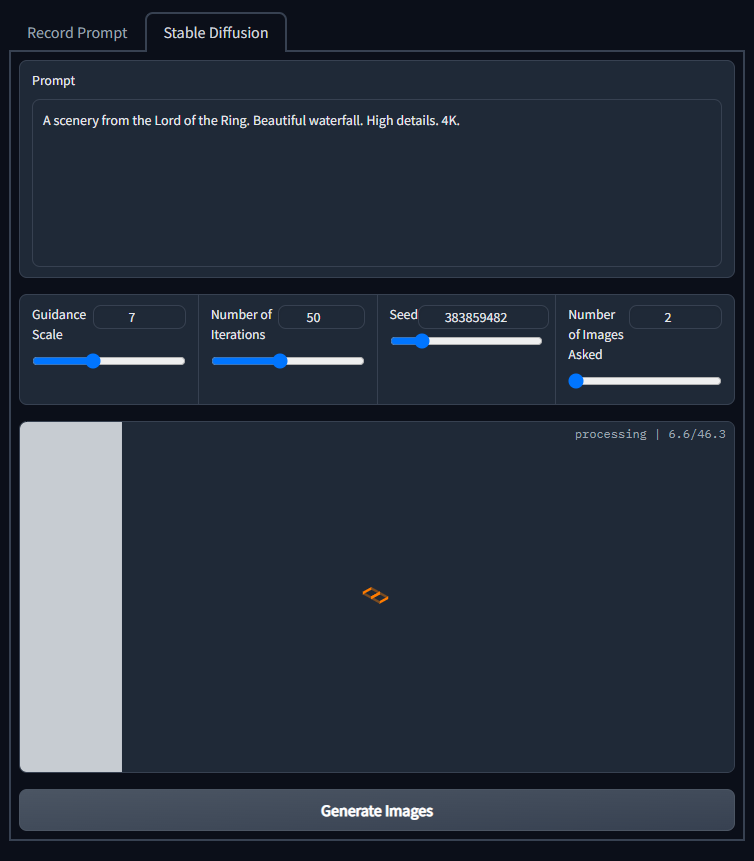 Record Prompt
Stable Diffusion
Prompt
A scenery from the Lord of the Ring. Beautiful waterfall. High details. 4K.
Guidance
Scale
7
Number of
Iterations
50
Seed
383859482
Number
of Images
Asked
2
processing | 6.6/46.3
Generate Images